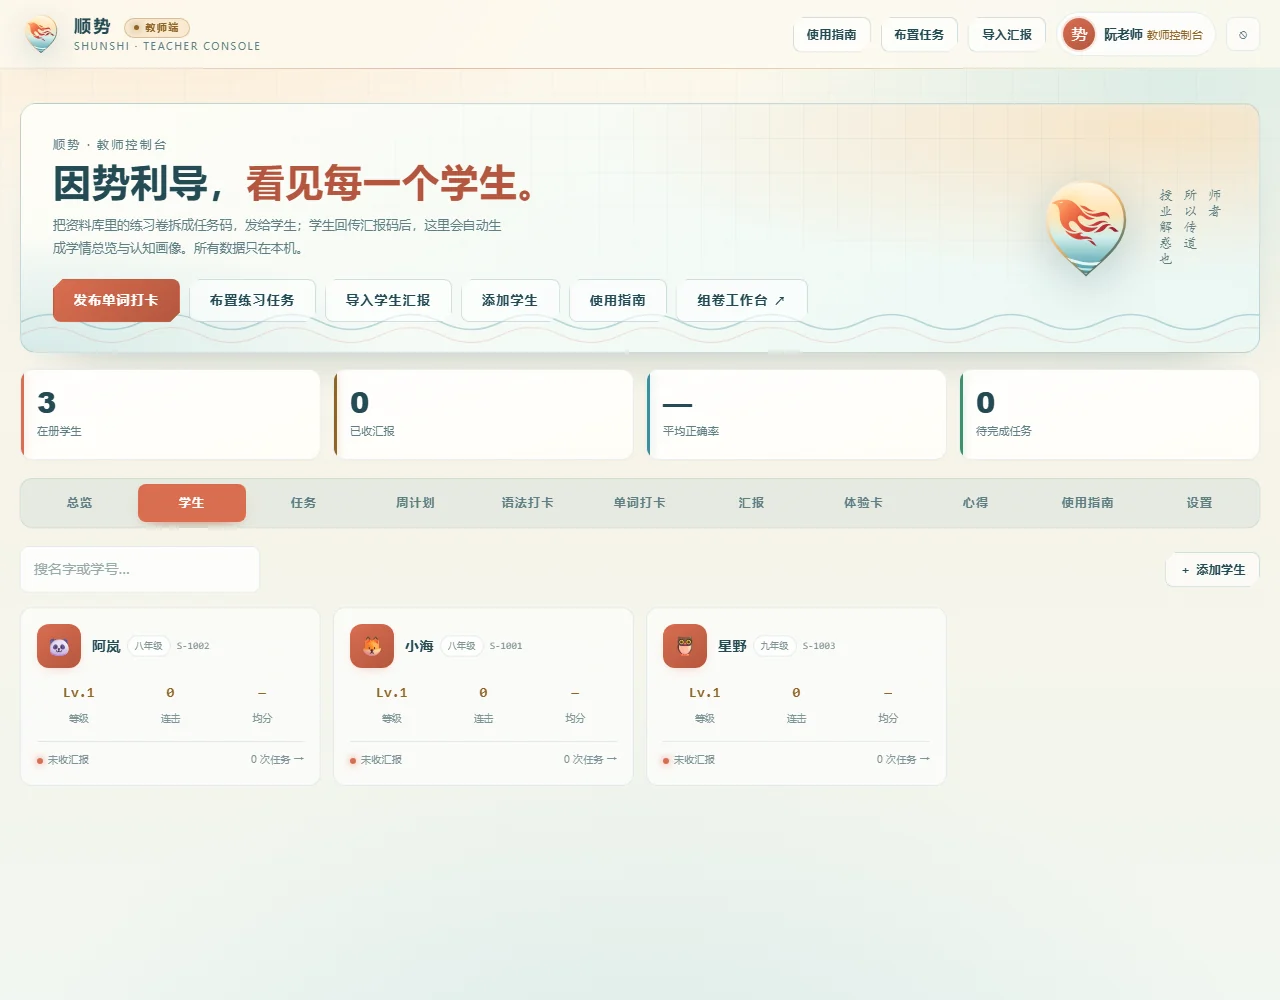 顺势 教师端
SHUNSHI · TEACHER CONSOLE
使用指南 布置任务 导入汇报 势 阮老师 教师控制台
顺势 · 教师控制台
因势利导，看见每一个学生。
把资料库里的练习卷拆成任务码，发给学生；学生回传汇报码后，这里会自动生
成学情总览与认知画像。所有数据只在本机。
师者
所以传道
授业解惑也
发布单词打卡 布置练习任务 导入学生汇报 添加学生 使用指南 组卷工作台 ↗
3
在册学生
0
已收汇报
—
平均正确率
0
待完成任务
总览 学生 任务 周计划 语法打卡 单词打卡 汇报 体验卡 心得 使用指南 设置
搜名字或学号...
+ 添加学生
阿岚 八年级 S-1002
Lv.1 0 —
等级 连击 均分
未收汇报 0 次任务 →
小海 八年级 S-1001
Lv.1 0 —
等级 连击 均分
未收汇报 0 次任务 →
星野 九年级 S-1003
Lv.1 0 —
等级 连击 均分
未收汇报 0 次任务 →